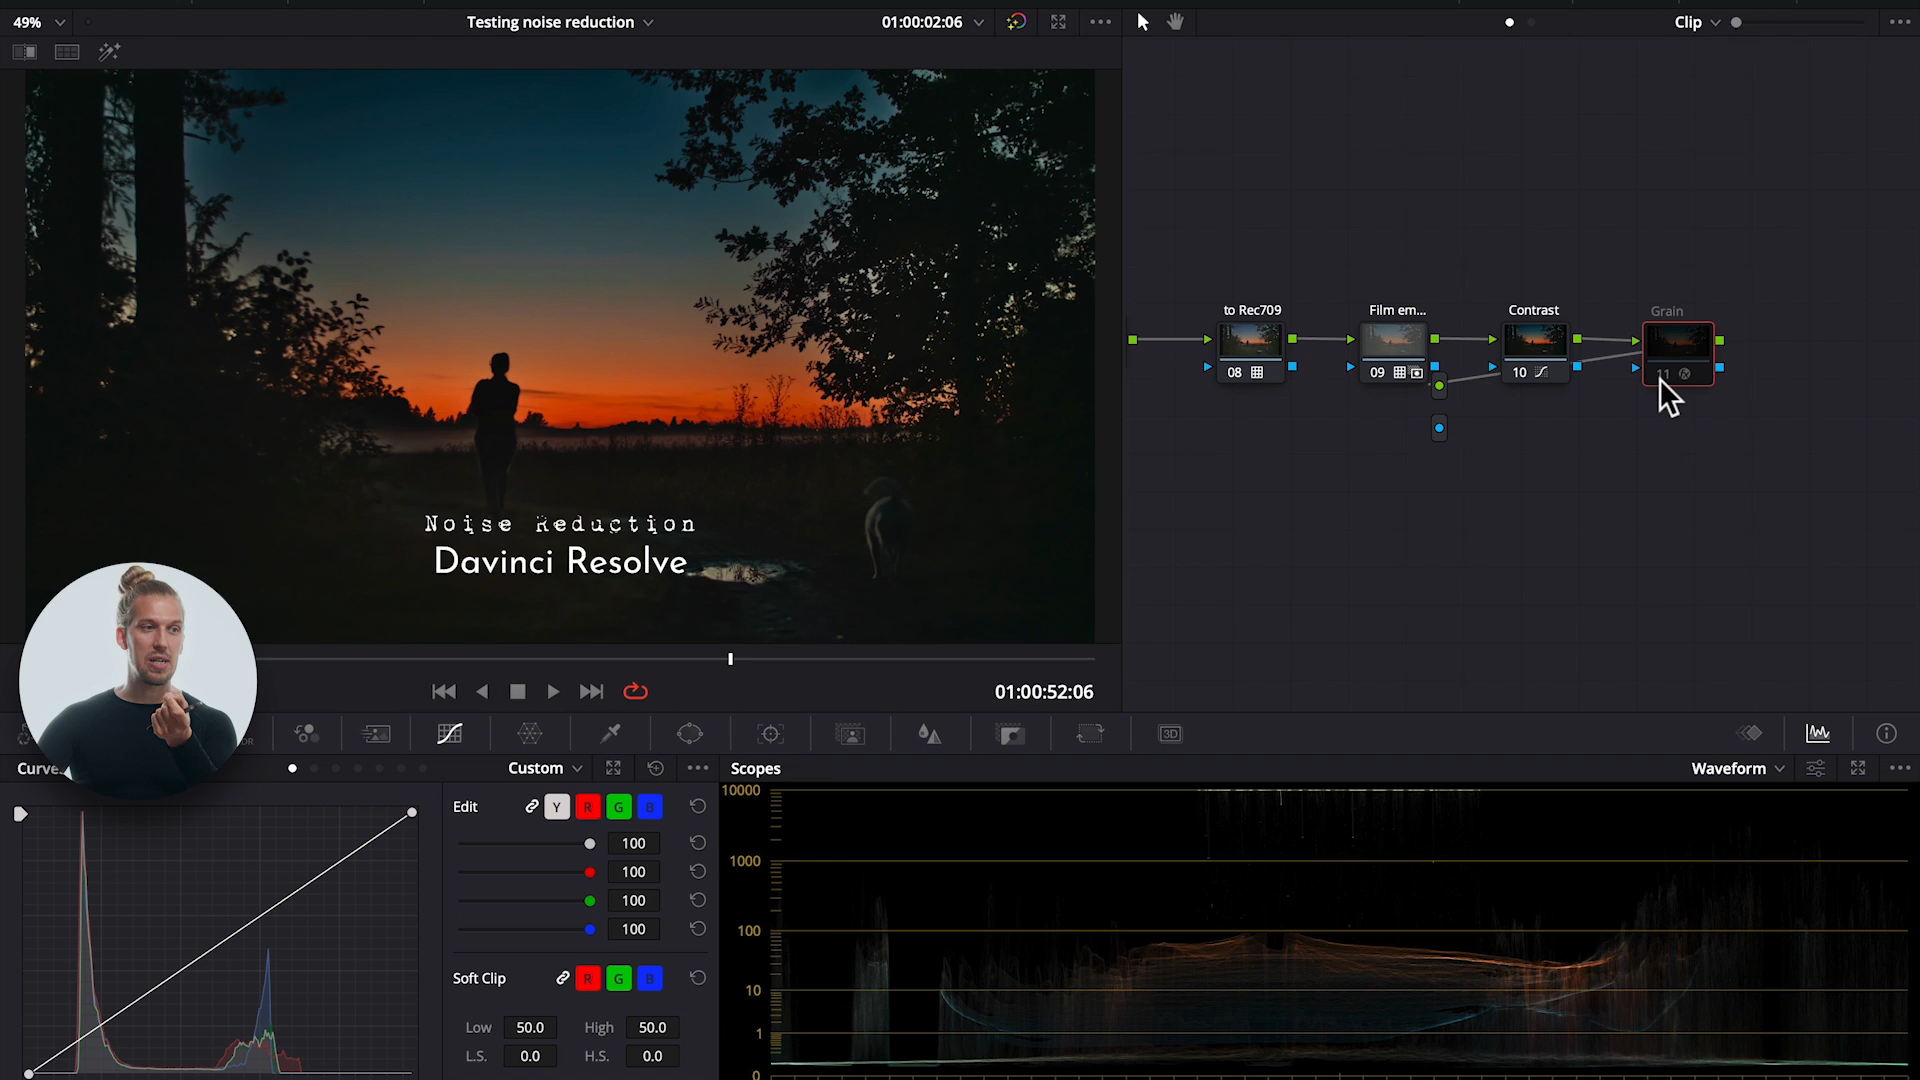 49%
Testing noise reduction
01:00:02:06
Clip
to Rec709
Film em...
Contrast
Grain
08
09
10
11
Noise Reduction
Davinci Resolve
01:00:52:06
3D
Curves
Custom
Scopes
Waveform
Edit
Y
R
G
B
100
100
100
100
Soft Clip
R
G
B
Low
50.0
High
50.0
L.S.
0.0
H.S.
0.0
10000
1000
100
10
1
0